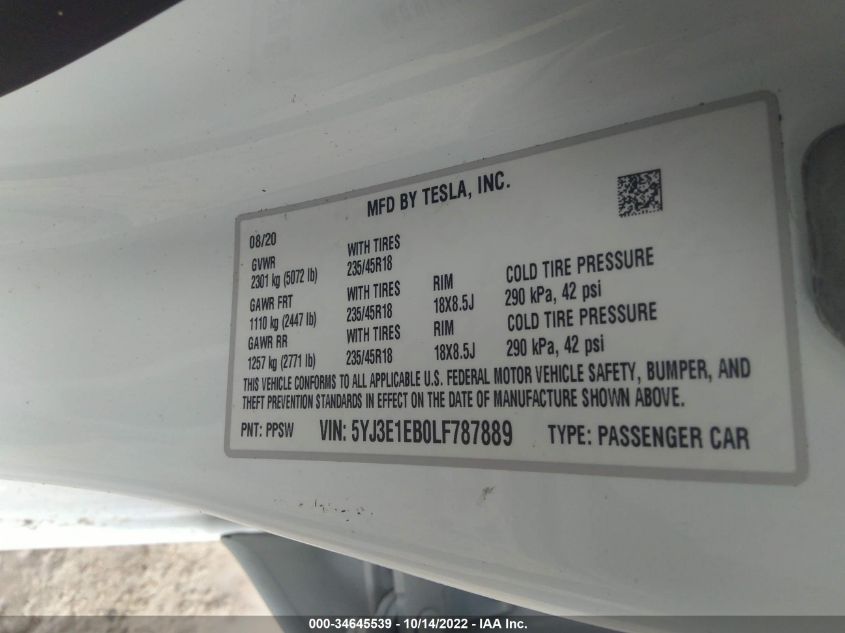 MFD BY TESLA, INC.
08/20
GVWR
2301 kg (5072 lb)
WITH TIRES
235/45R18
GAWR FRT
1110 kg (2447 lb)
WITH TIRES
235/45R18
RIM
18X8.5J
COLD TIRE PRESSURE
290 kPa, 42 psi
GAWR RR
1257 kg (2771 lb)
WITH TIRES
235/45R18
RIM
18X8.5J
COLD TIRE PRESSURE
290 kPa, 42 psi
THIS VEHICLE CONFORMS TO ALL APPLICABLE U.S. FEDERAL MOTOR VEHICLE SAFETY, BUMPER, AND
THEFT PREVENTION STANDARDS IN EFFECT ON THE DATE OF MANUFACTURE SHOWN ABOVE.
PNT: PPSW VIN: 5YJ3E1EB0LF787889 TYPE: PASSENGER CAR
000-34645539 - 10/14/2022 - IAA Inc.